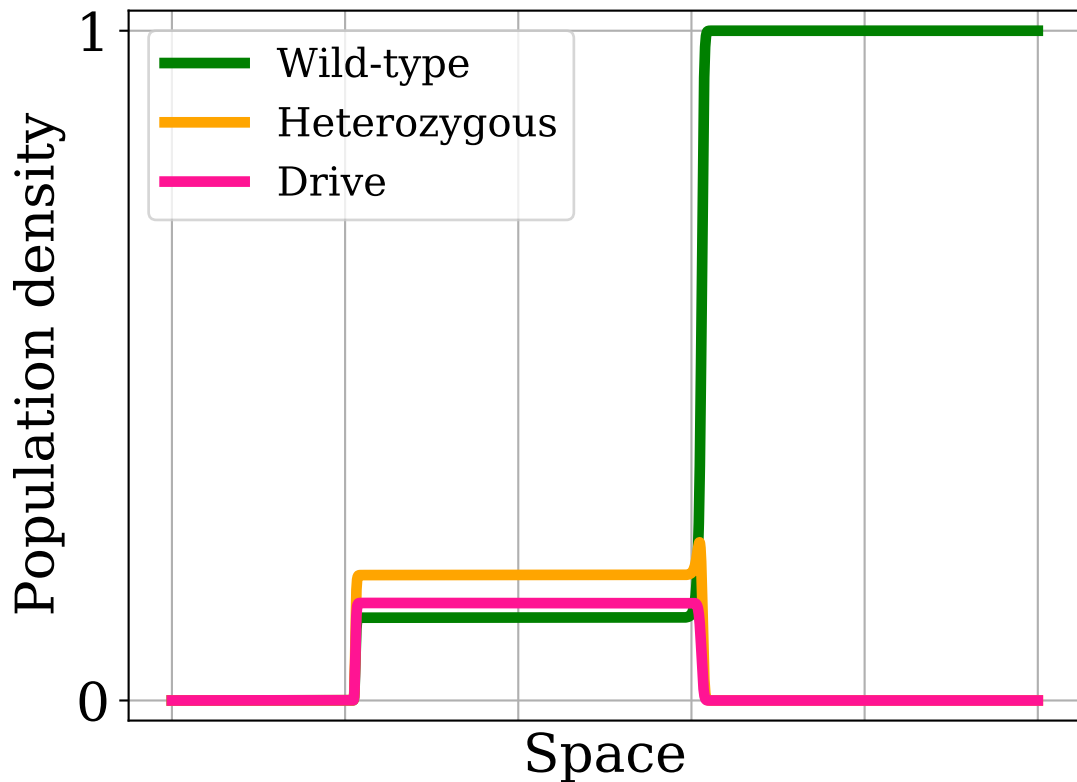 1
Wild-type
Heterozygous
Drive
Population density
0
Space